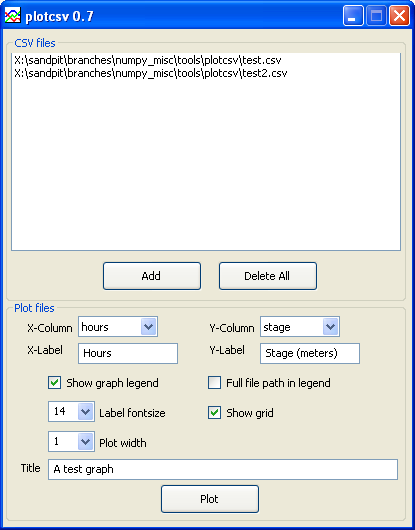 plotcsv 0.7
CSV files
X:\sandpit\branches\numpy_misc\tools\plotcsv\test.csv
X:\sandpit\branches\numpy_misc\tools\plotcsv\test2.csv
Add Delete All
Plot files
X-Column hours Y-Column stage
X-Label Hours Y-Label Stage (meters)
Show graph legend Full file path in legend
14 Label fontsize Show grid
1 Plot width
Title A test graph
Plot